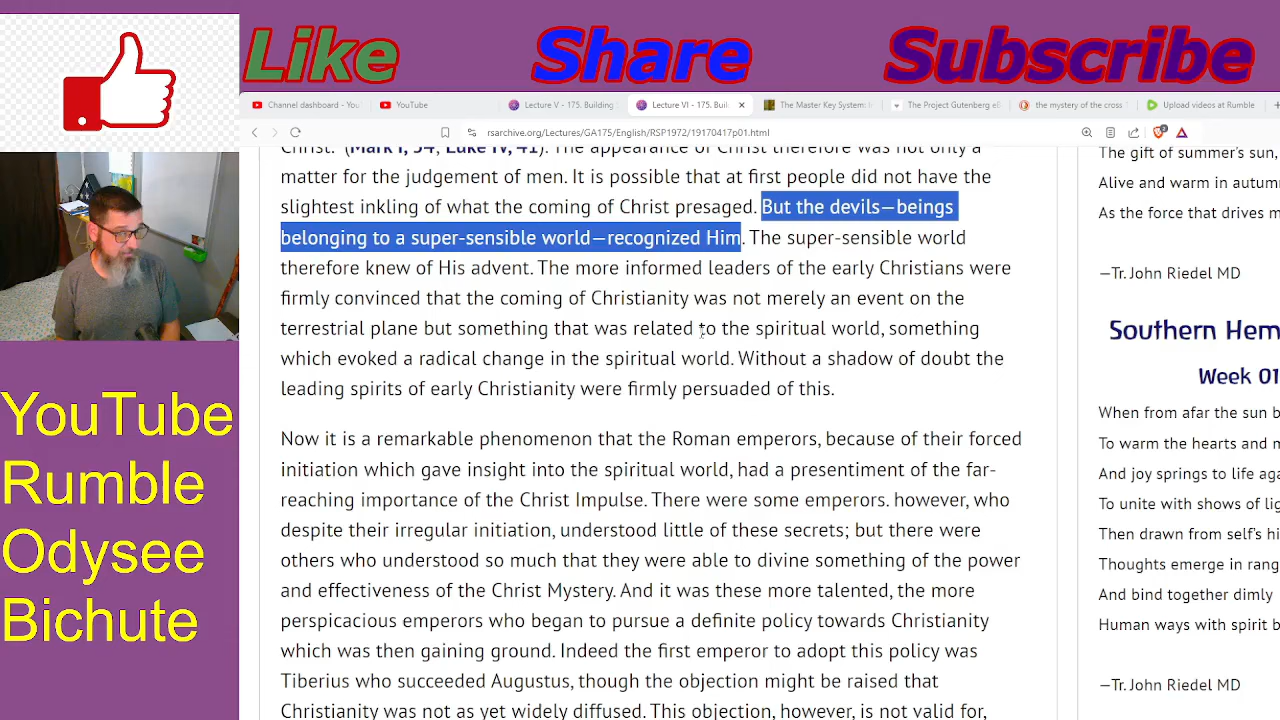 Like Share Subscribe
Channel dashboard - You
YouTube
Lecture V - 175. Building
Lecture VI - 175. Buil
The Master Key System:
The Project Gutenberg eB
the mystery of the cross
Upload videos at Rumble
rsarchive.org/Lectures/GA175/English/RSP1972/19170417p01.html
Christ. (Mark I, 34, Luke IV, 41). The appearance of Christ therefore was not only a
matter for the judgement of men. It is possible that at first people did not have the
slightest inkling of what the coming of Christ presaged. But the devils—beings
belonging to a super-sensible world—recognized Him. The super-sensible world
therefore knew of His advent. The more informed leaders of the early Christians were
firmly convinced that the coming of Christianity was not merely an event on the
terrestrial plane but something that was related to the spiritual world, something
which evoked a radical change in the spiritual world. Without a shadow of doubt the
leading spirits of early Christianity were firmly persuaded of this.
Now it is a remarkable phenomenon that the Roman emperors, because of their forced
initiation which gave insight into the spiritual world, had a presentiment of the far-
reaching importance of the Christ Impulse. There were some emperors. however, who
despite their irregular initiation, understood little of these secrets; but there were
others who understood so much that they were able to divine something of the power
and effectiveness of the Christ Mystery. And it was these more talented, the more
perspicacious emperors who began to pursue a definite policy towards Christianity
which was then gaining ground. Indeed the first emperor to adopt this policy was
Tiberius who succeeded Augustus, though the objection might be raised that
Christianity was not as yet widely diffused. This objection, however, is not valid for,
The gift of summer's sun,
Alive and warm in autum
As the force that drives m
—Tr. John Riedel MD
Southern Hem
Week 01
When from afar the sun b
To warm the hearts and m
And joy springs to life aga
To unite with shows of lig
Then drawn from self's hi
Thoughts emerge in rang
And bind together dimly
Human ways with spirit b
—Tr. John Riedel MD
YouTube
Rumble
Odysee
Bichute